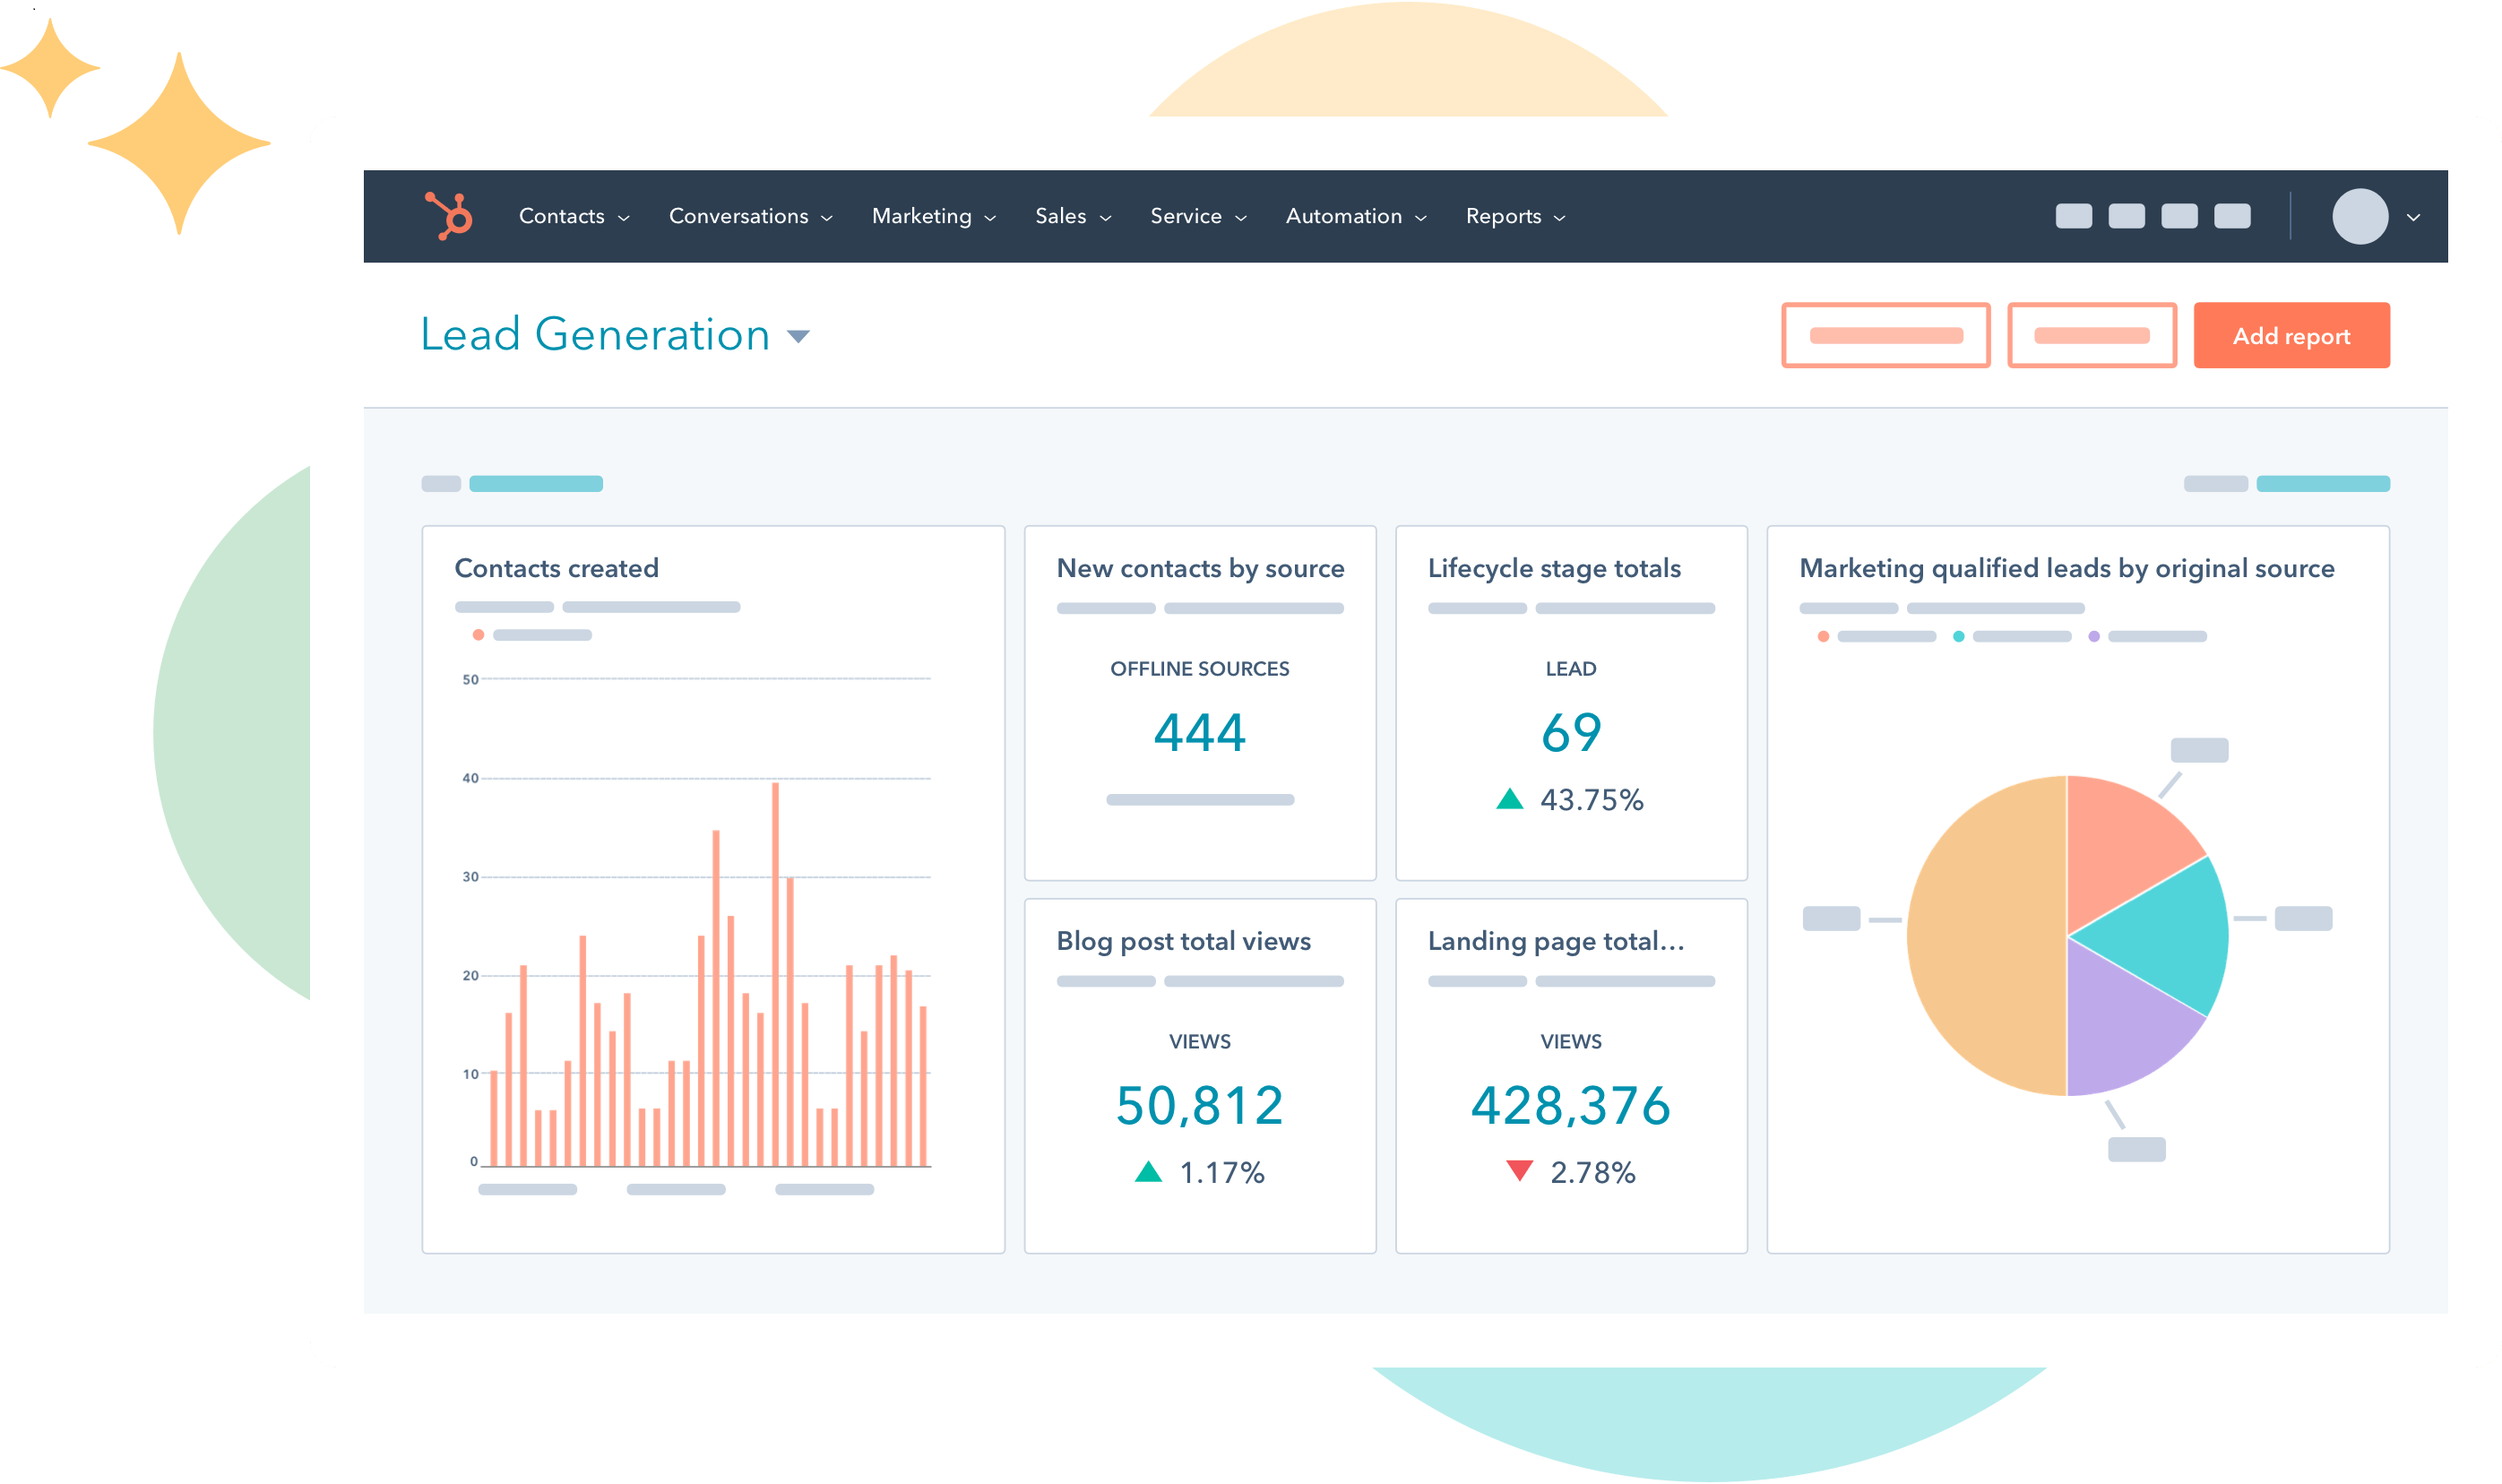 Contacts Conversations Marketing Sales Service Automation Reports
Lead Generation
Add report
Contacts created
50
40
30
20
10
0
New contacts by source
OFFLINE SOURCES
444
Lifecycle stage totals
LEAD
69
43.75%
Blog post total views
VIEWS
50,812
1.17%
Landing page total...
VIEWS
428,376
2.78%
Marketing qualified leads by original source